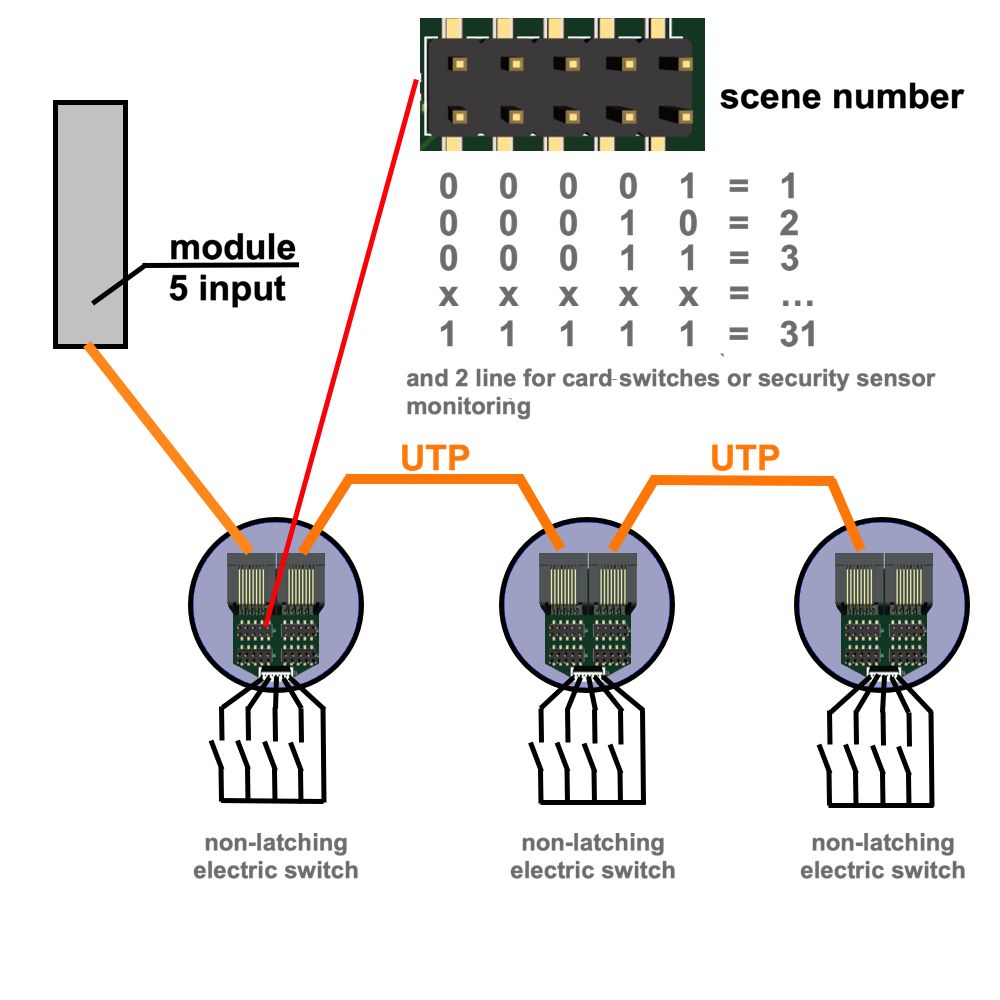 scene number
0 0 0 0 1 = 1
0 0 0 1 0 = 2
0 0 0 1 1 = 3
x x x x x = ...
1 1 1 1 1 = 31
and 2 line for card switches or security sensor
monitoring
module
5 input
UTP
UTP
non-latching
electric switch
non-latching
electric switch
non-latching
electric switch